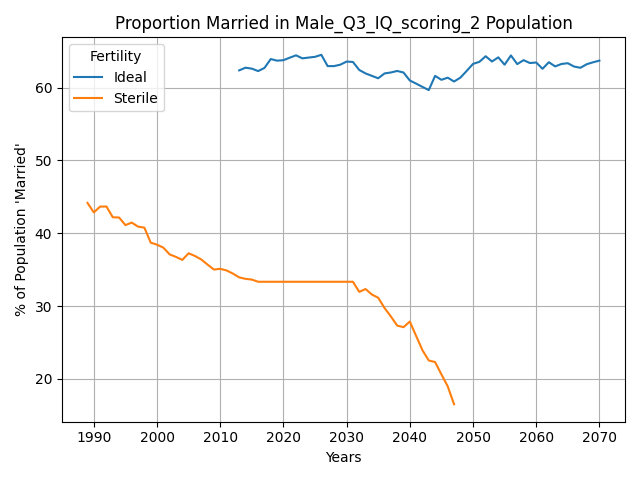 Proportion Married in Male_Q3_IQ_scoring_2 Population
Fertility
Ideal
Sterile
60
50
40
30
20
% of Population 'Married'
1990 2000 2010 2020 2030 2040 2050 2060 2070
Years